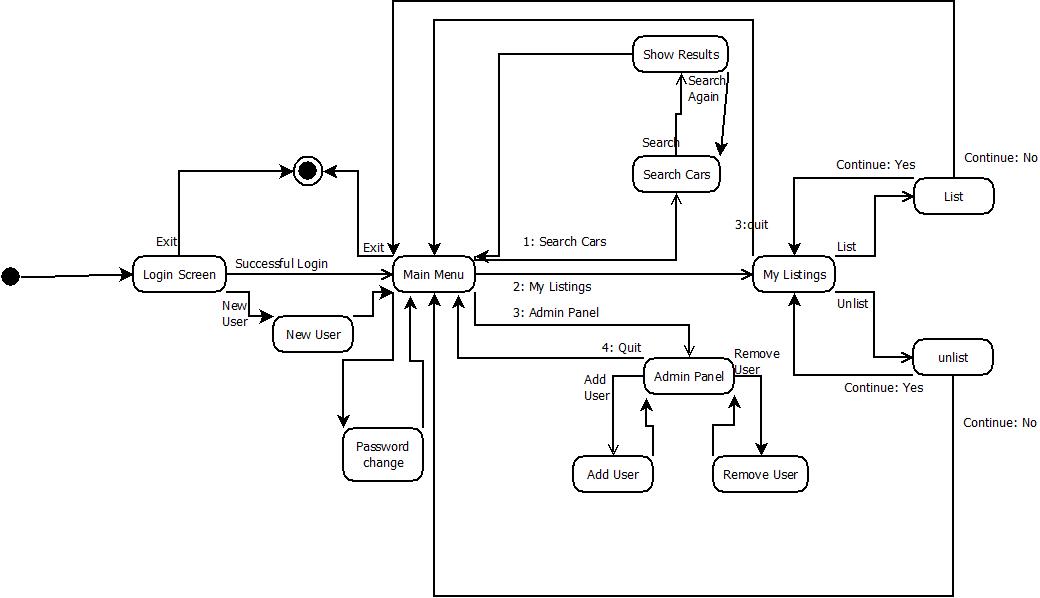 Show Results
Search
Again
Search
Search Cars
Continue: Yes
Continue: No
List
Exit
Exit
3:quit
1: Search Cars
List
Successful Login
Login Screen
Main Menu
My Listings
2: My Listings
New
User
3: Admin Panel
Unlist
New User
4: Quit
Remove
User
unlist
Admin Panel
Add
User
Continue: Yes
Continue: No
Password
change
Add User
Remove User